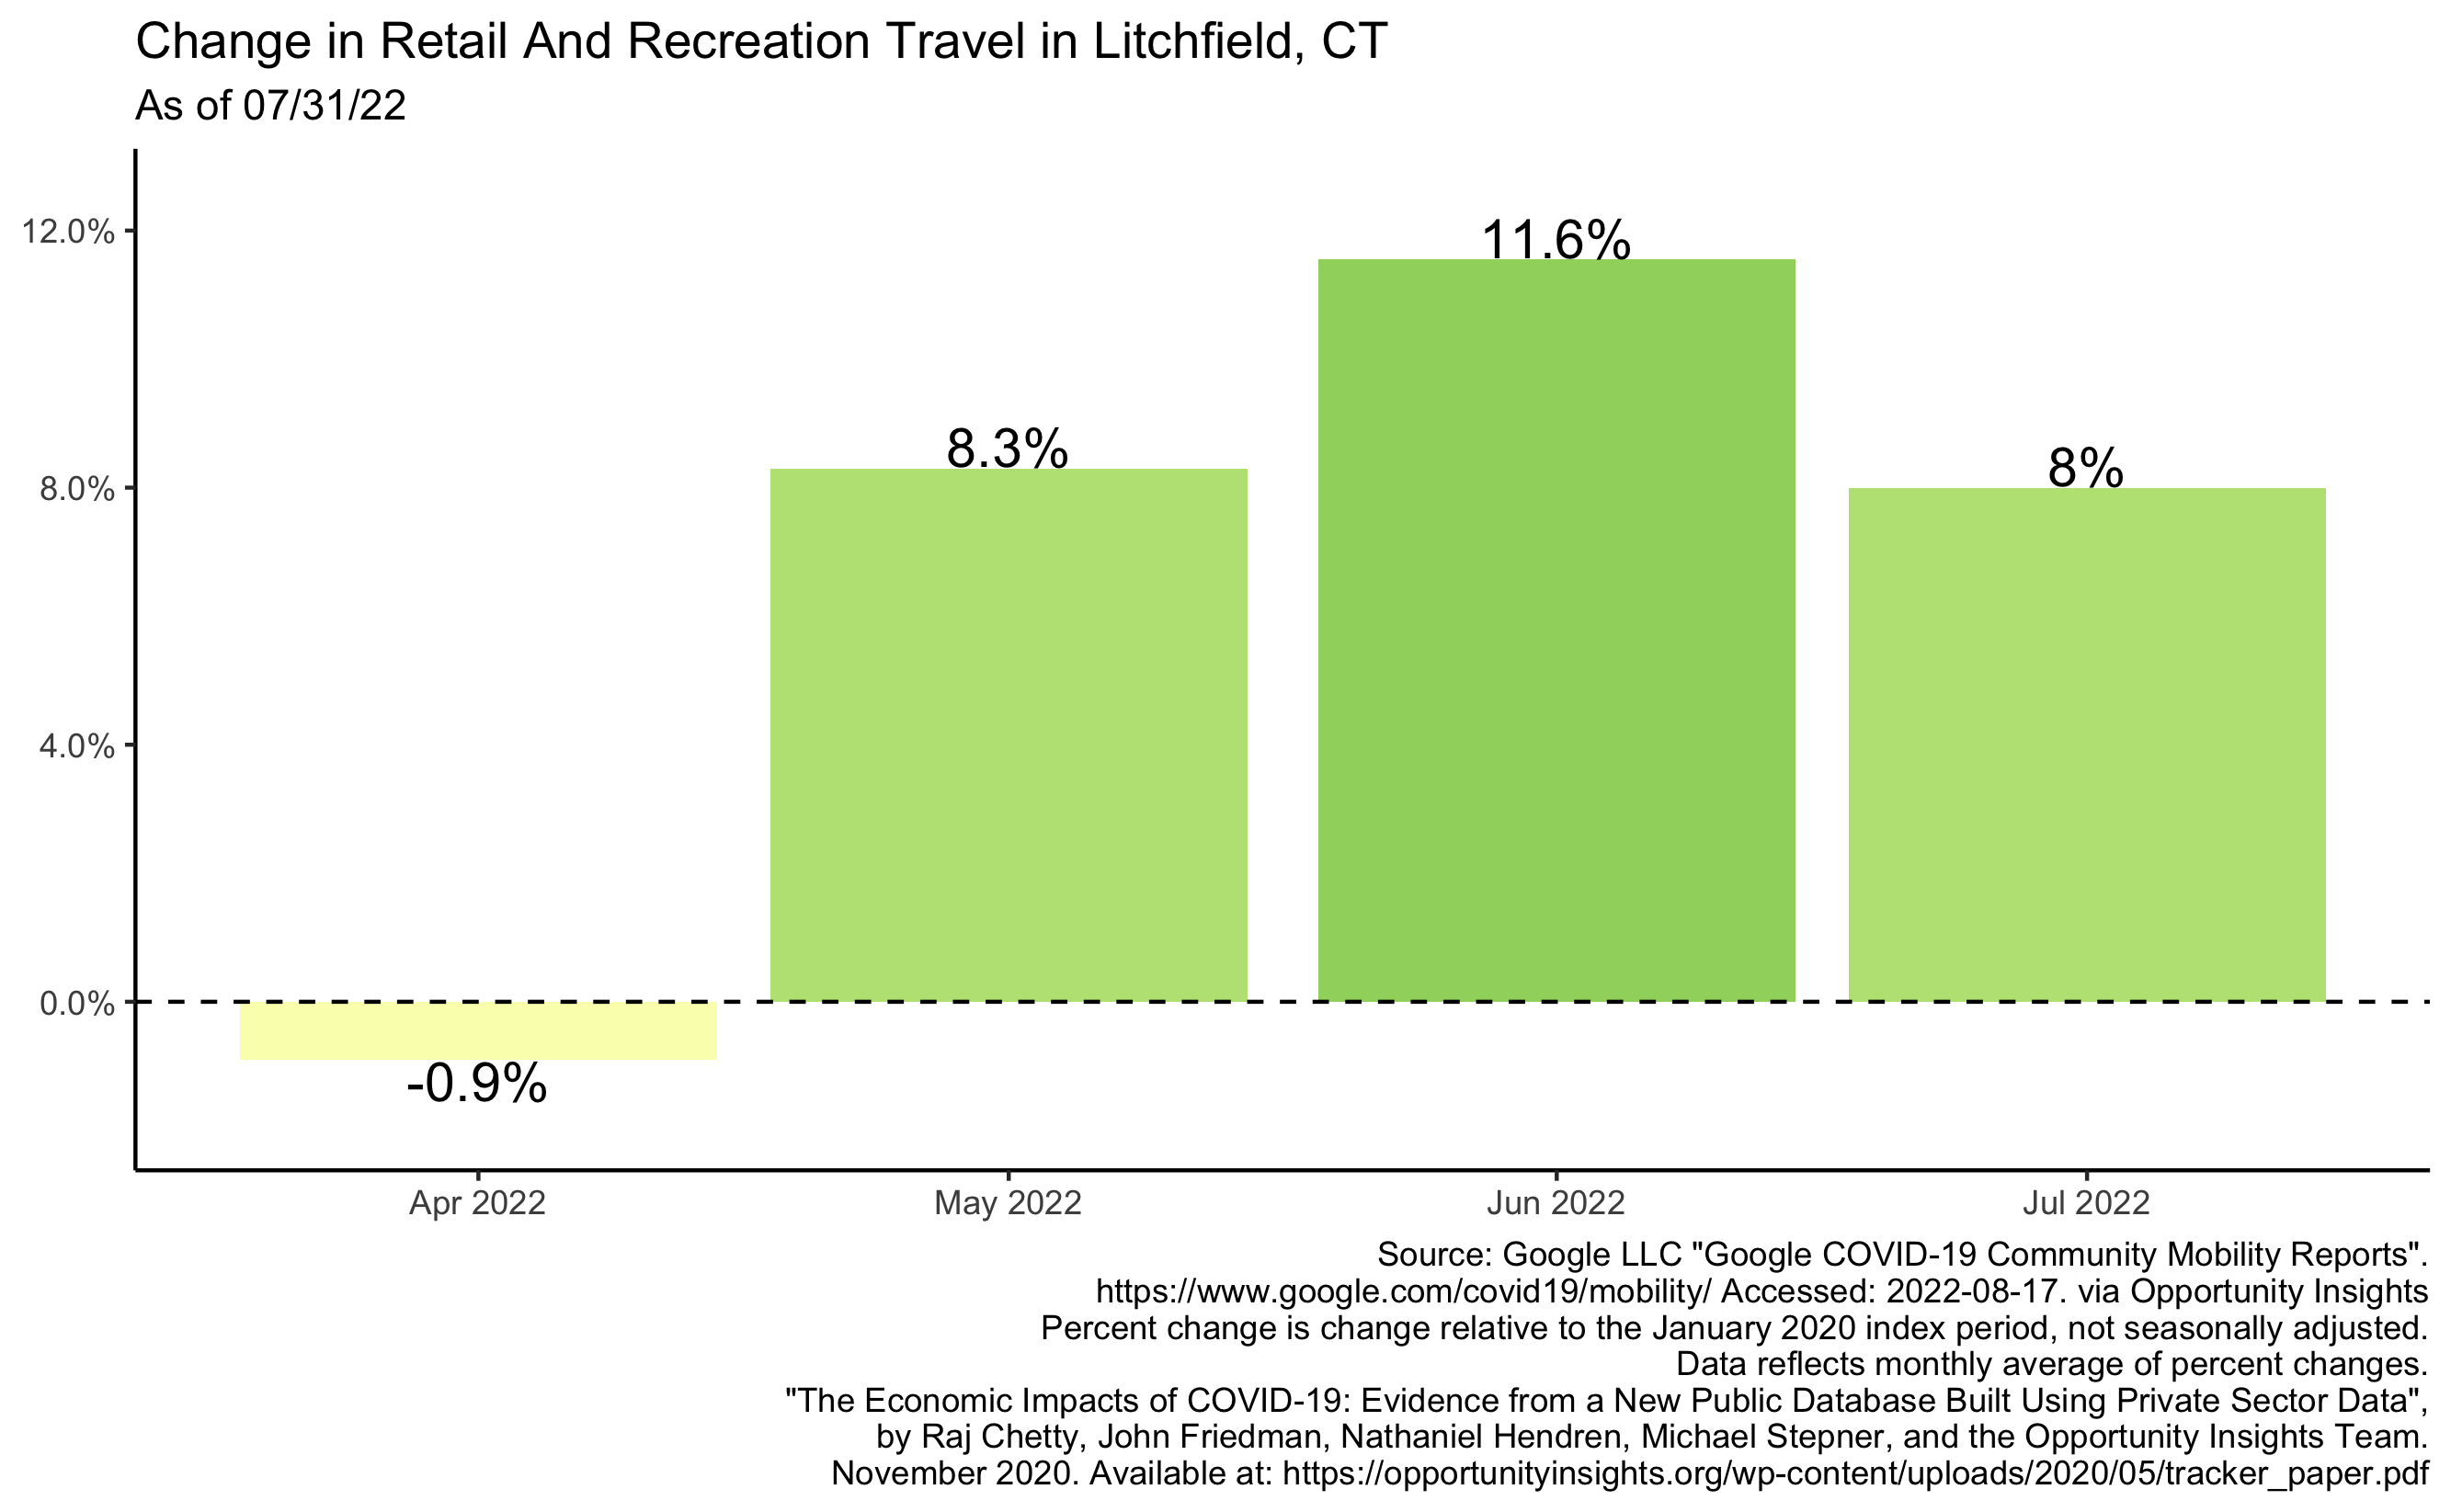 Change in Retail And Recreation Travel in Litchfield, CT
As of 07/31/22
12.0%
8.0%
4.0%
0.0%
-0.9%
8.3%
11.6%
8%
Apr 2022
May 2022
Jun 2022
Jul 2022
Source: Google LLC "Google COVID-19 Community Mobility Reports".
https://www.google.com/covid19/mobility/ Accessed: 2022-08-17. via Opportunity Insights
Percent change is change relative to the January 2020 index period, not seasonally adjusted.
Data reflects monthly average of percent changes.
"The Economic Impacts of COVID-19: Evidence from a New Public Database Built Using Private Sector Data",
by Raj Chetty, John Friedman, Nathaniel Hendren, Michael Stepner, and the Opportunity Insights Team.
November 2020. Available at: https://opportunityinsights.org/wp-content/uploads/2020/05/tracker_paper.pdf